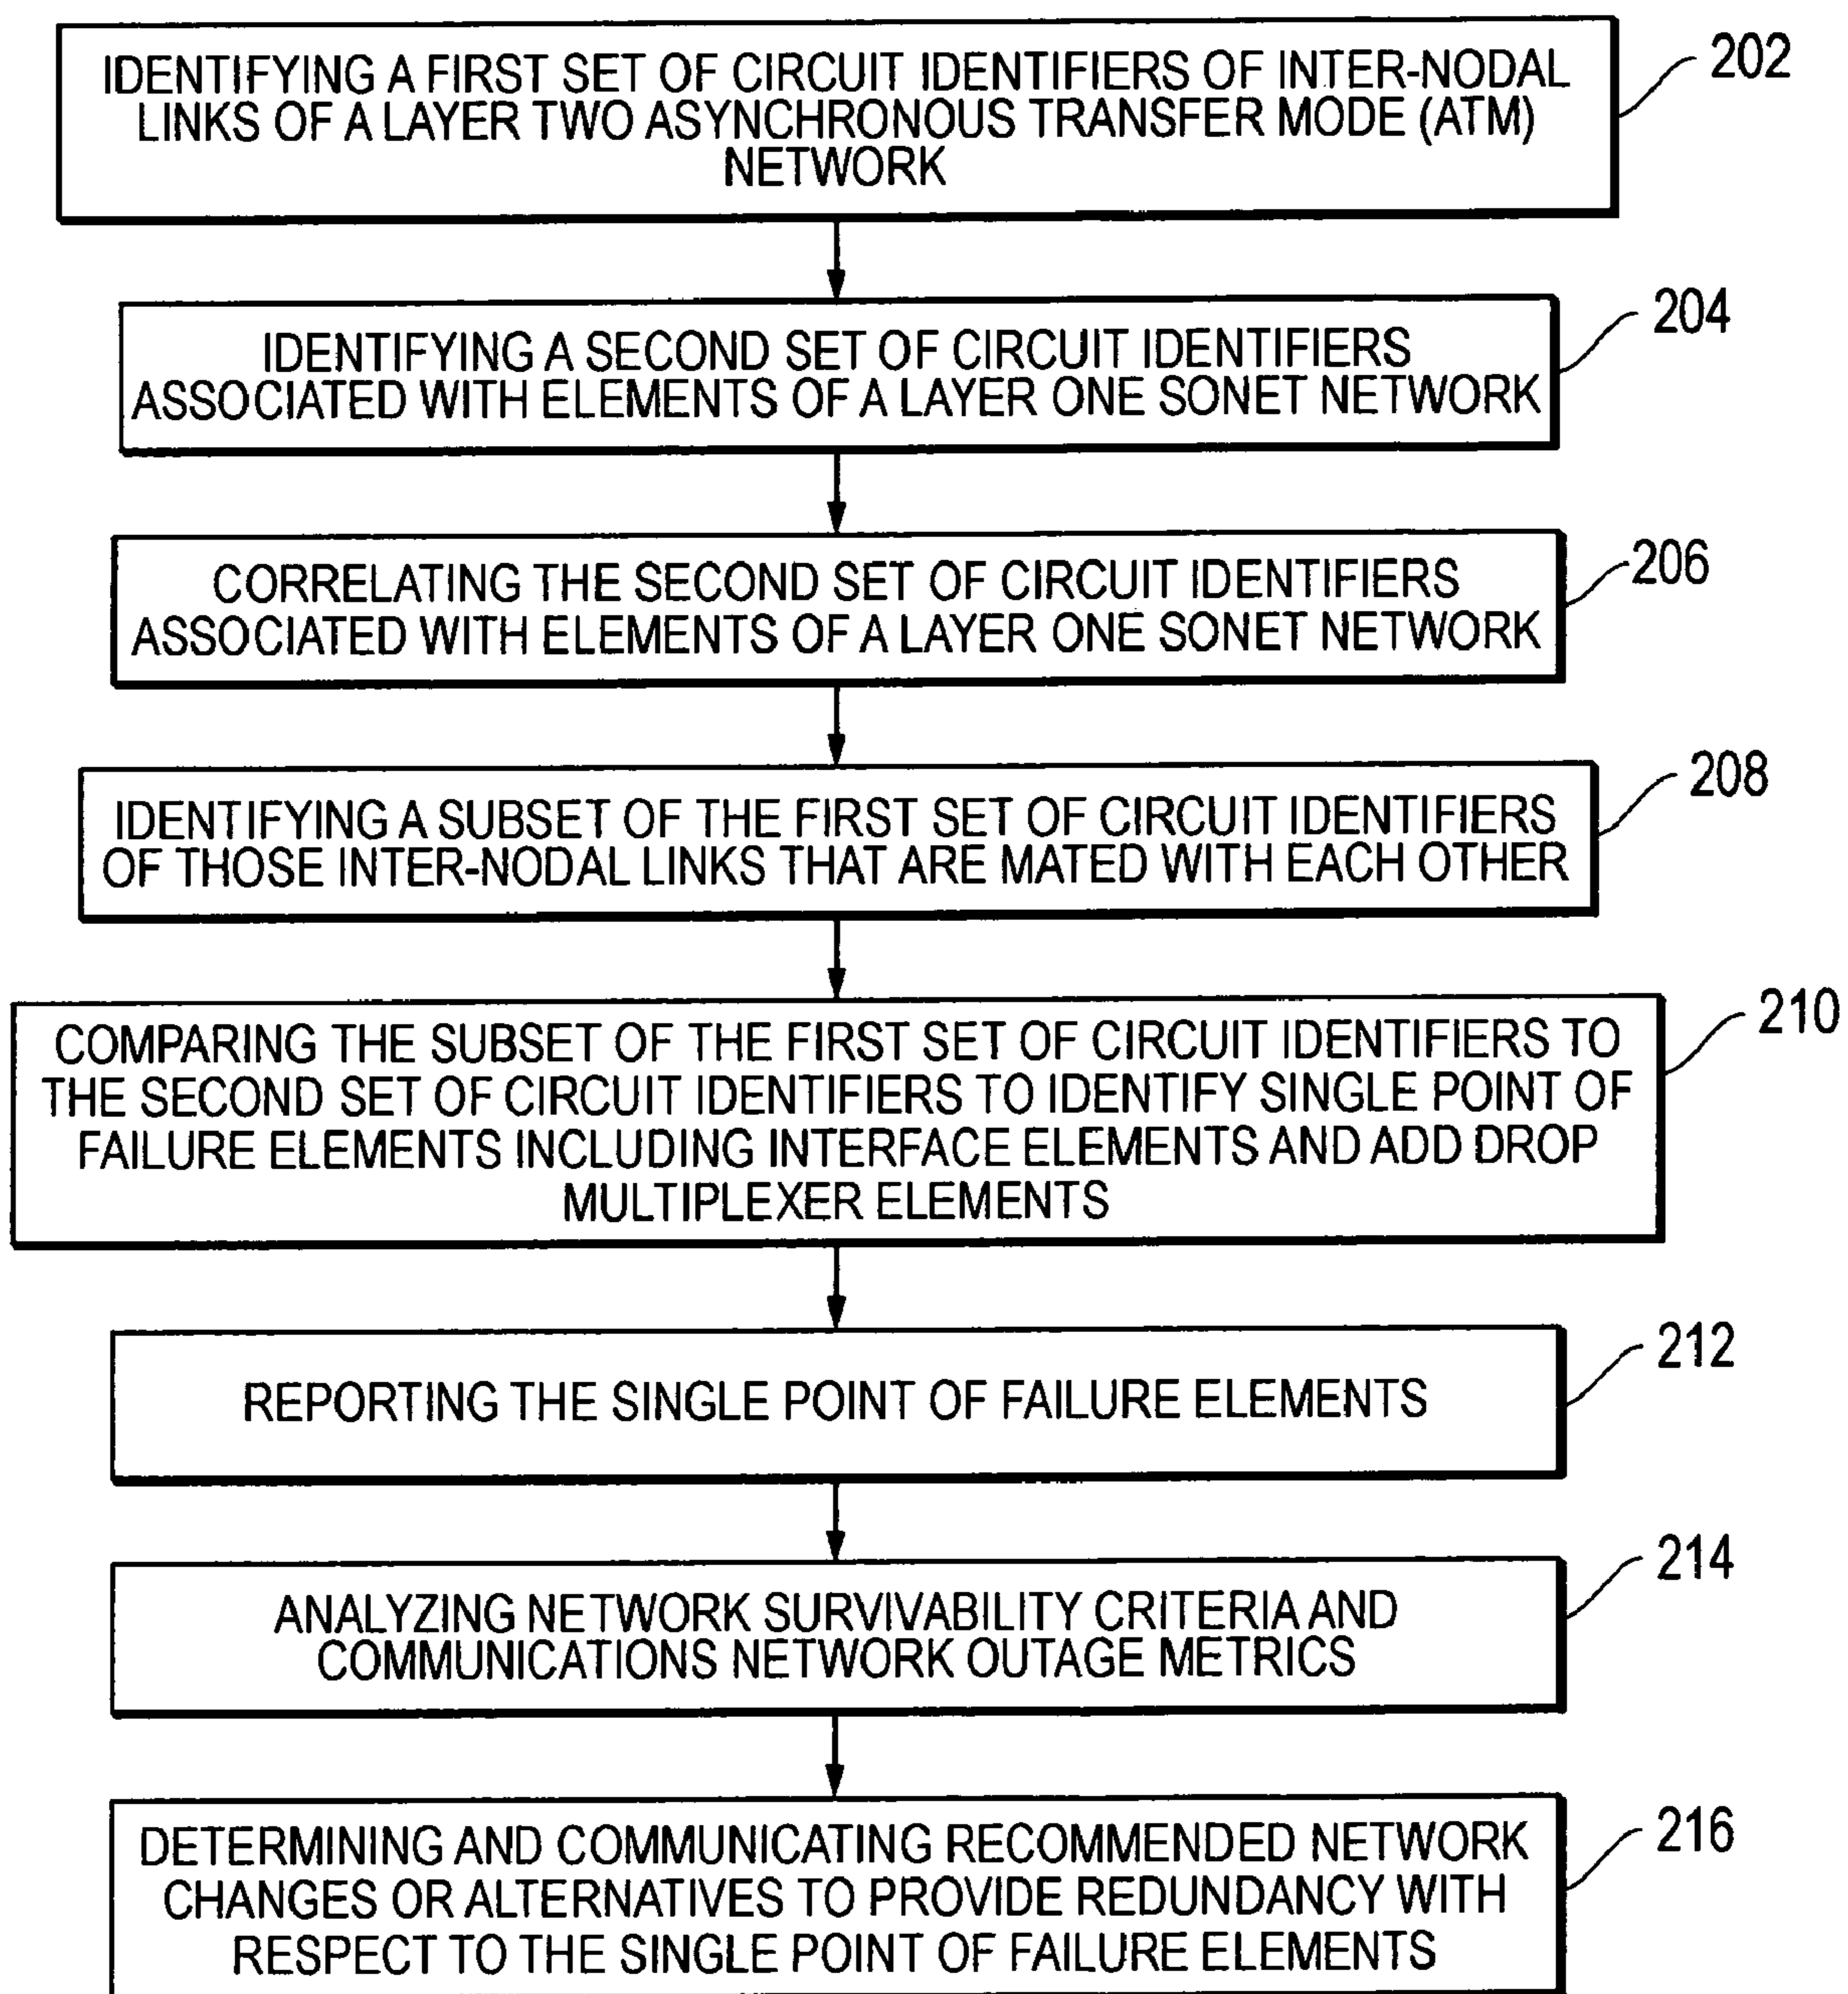 IDENTIFYING A FIRST SET OF CIRCUIT IDENTIFIERS OF INTER-NODAL
LINKS OF A LAYER TWO ASYNCHRONOUS TRANSFER MODE (ATM)
NETWORK
202
IDENTIFYING A SECOND SET OF CIRCUIT IDENTIFIERS
ASSOCIATED WITH ELEMENTS OF A LAYER ONE SONET NETWORK
204
CORRELATING THE SECOND SET OF CIRCUIT IDENTIFIERS
ASSOCIATED WITH ELEMENTS OF A LAYER ONE SONET NETWORK
206
IDENTIFYING A SUBSET OF THE FIRST SET OF CIRCUIT IDENTIFIERS
OF THOSE INTER-NODAL LINKS THAT ARE MATED WITH EACH OTHER
208
COMPARING THE SUBSET OF THE FIRST SET OF CIRCUIT IDENTIFIERS TO
THE SECOND SET OF CIRCUIT IDENTIFIERS TO IDENTIFY SINGLE POINT OF
FAILURE ELEMENTS INCLUDING INTERFACE ELEMENTS AND ADD DROP
MULTIPLEXER ELEMENTS
210
REPORTING THE SINGLE POINT OF FAILURE ELEMENTS
212
ANALYZING NETWORK SURVIVABILITY CRITERIA AND
COMMUNICATIONS NETWORK OUTAGE METRICS
214
DETERMINING AND COMMUNICATING RECOMMENDED NETWORK
CHANGES OR ALTERNATIVES TO PROVIDE REDUNDANCY WITH
RESPECT TO THE SINGLE POINT OF FAILURE ELEMENTS
216